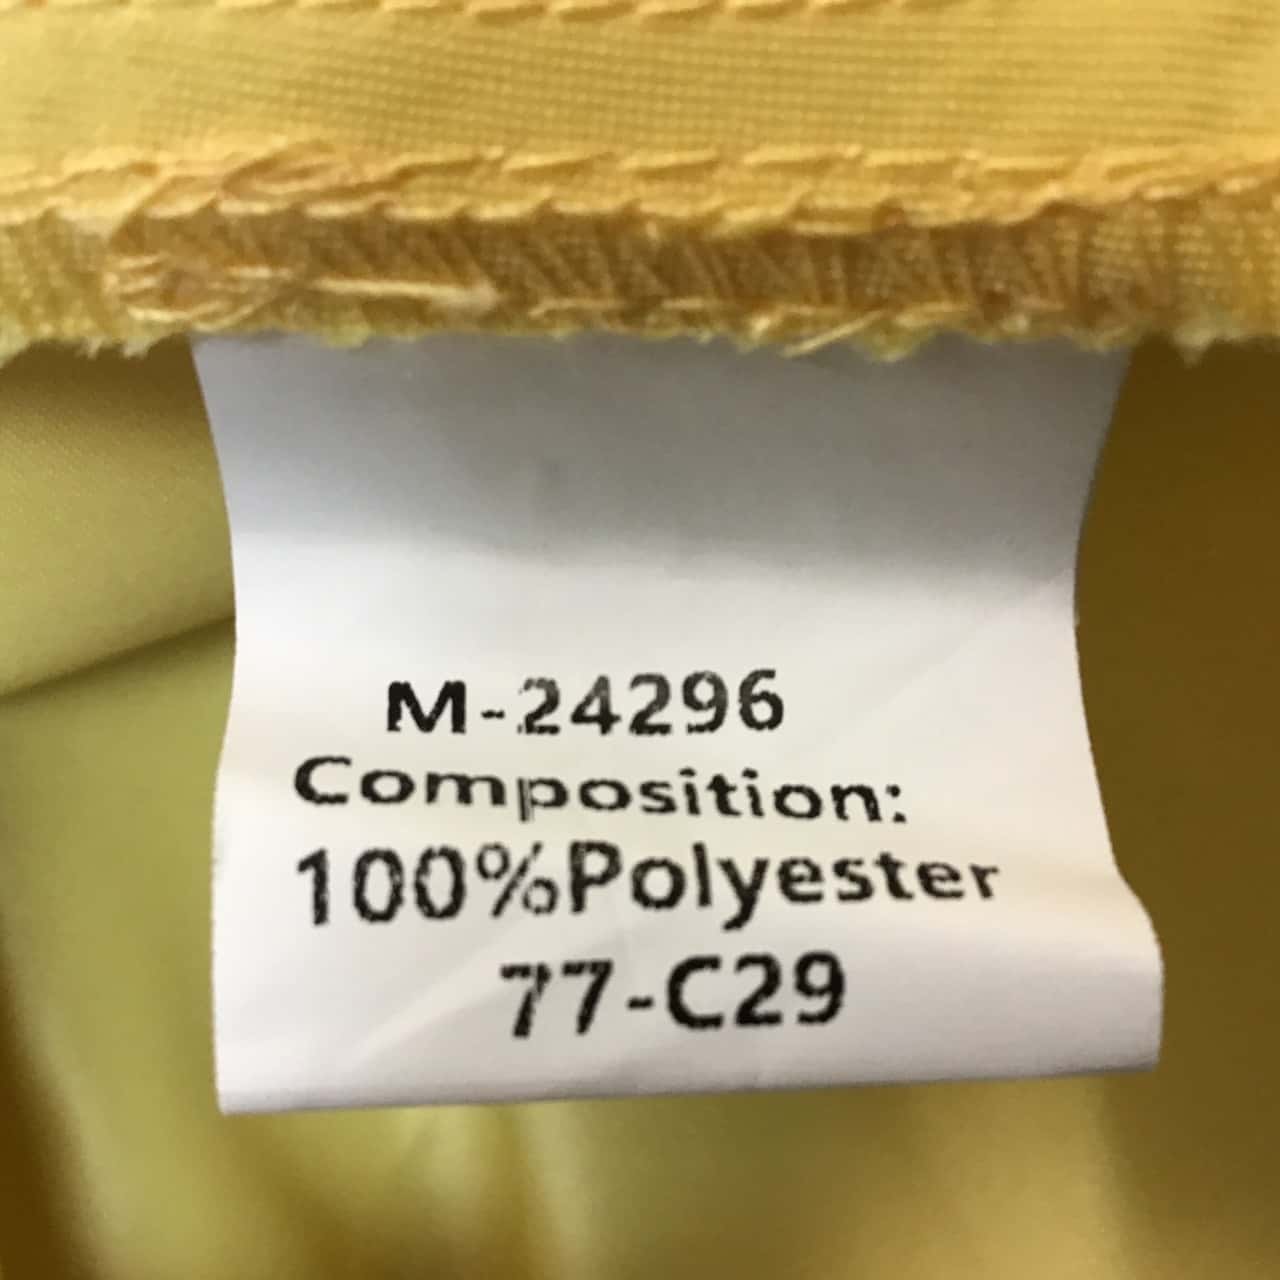 M-24296
Composition:
100%Polyester
77-C29